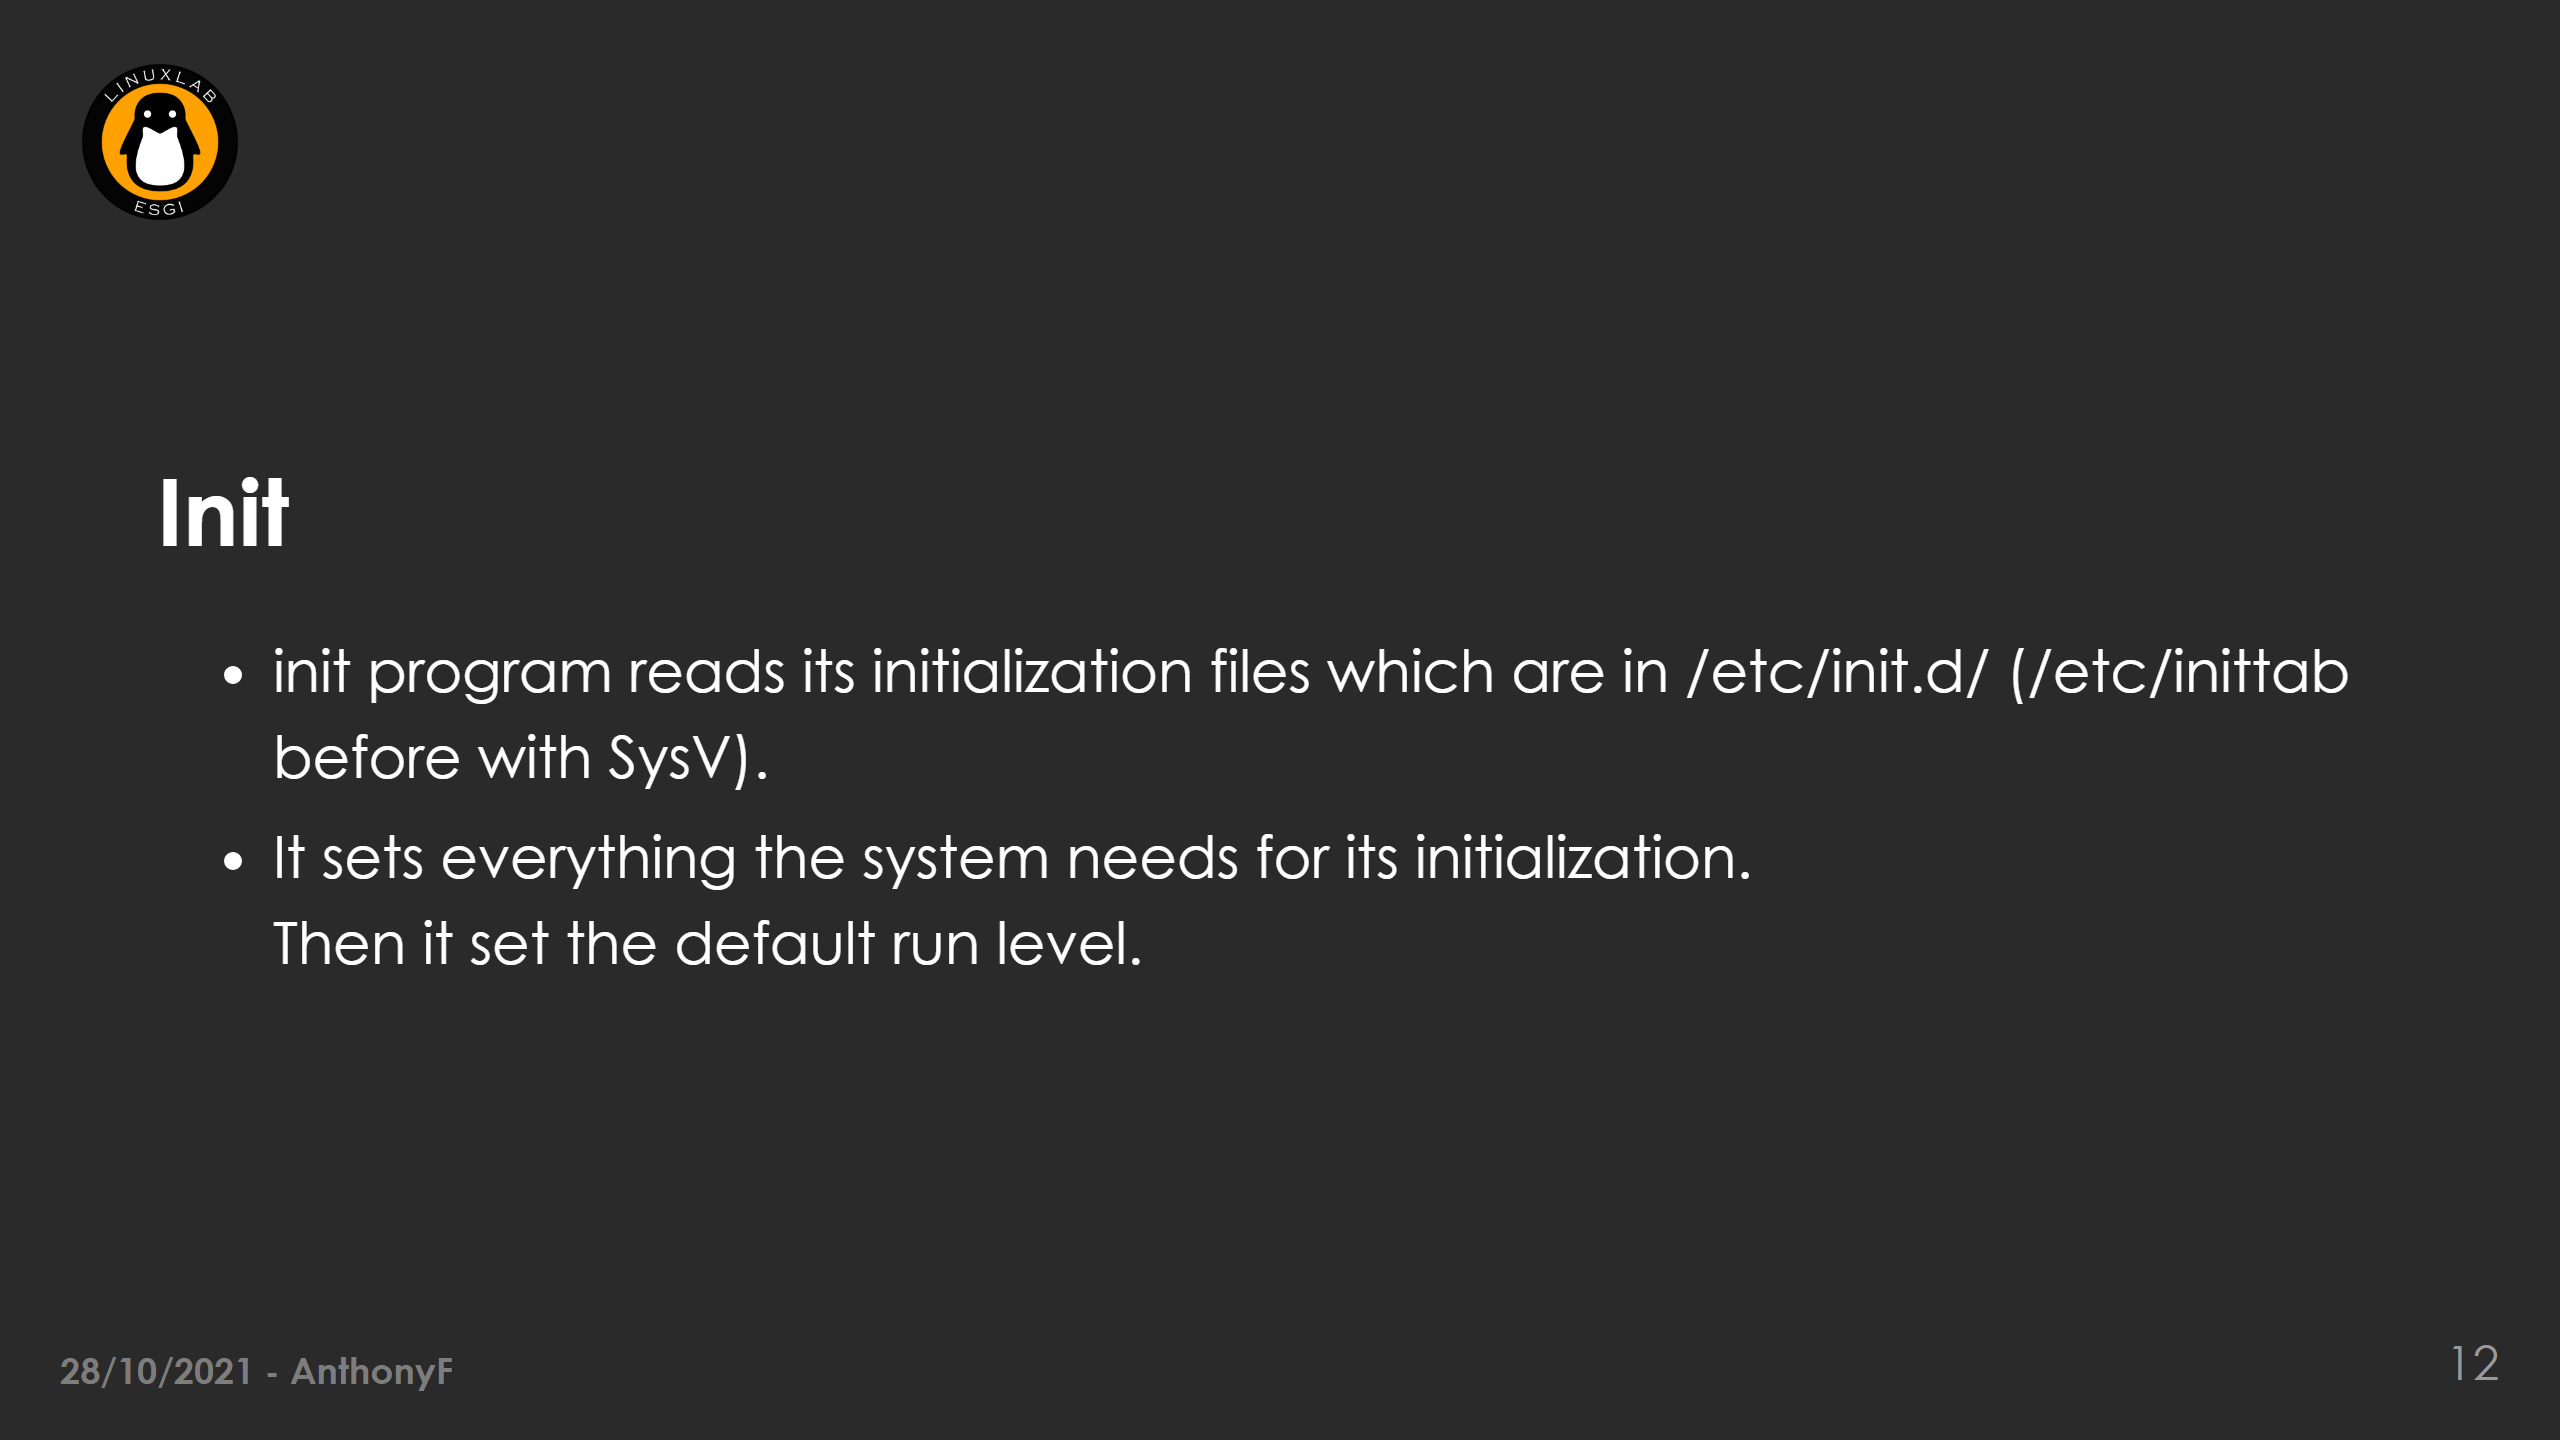 LINUXLAB
ESGI
Init
• init program reads its initialization files which are in /etc/init.d/ (/etc/inittab
before with SysV).
• It sets everything the system needs for its initialization.
Then it set the default run level.
28/10/2021 - AnthonyF
12